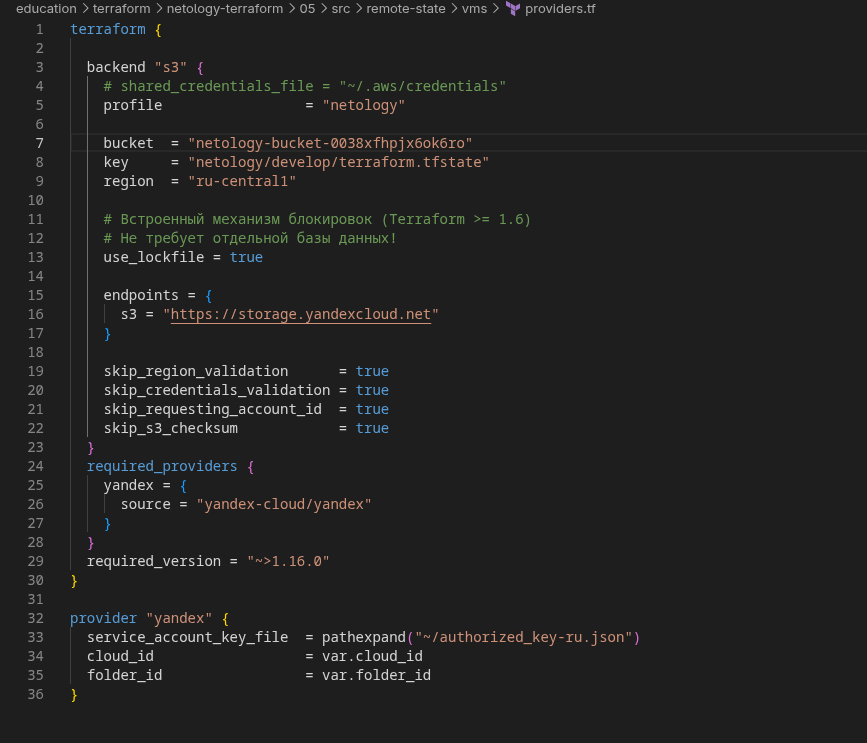 education > terraform > netology-terraform > 05 > src > remote-state > vms > providers.tf
1 terraform {
2
3   backend "s3" {
4     # shared_credentials_file = "~/.aws/credentials"
5     profile                 = "netology"
6
7     bucket  = "netology-bucket-0038xfhpjx6ok6ro"
8     key     = "netology/develop/terraform.tfstate"
9     region  = "ru-central1"
10
11     # Встроенный механизм блокировок (Terraform >= 1.6)
12     # Не требует отдельной базы данных!
13     use_lockfile = true
14
15     endpoints = {
16       s3 = "https://storage.yandexcloud.net"
17     }
18
19     skip_region_validation      = true
20     skip_credentials_validation = true
21     skip_requesting_account_id  = true
22     skip_s3_checksum            = true
23   }
24   required_providers {
25     yandex = {
26       source = "yandex-cloud/yandex"
27     }
28   }
29   required_version = "~>1.16.0"
30 }
31
32 provider "yandex" {
33   service_account_key_file  = pathexpand("~/authorized_key-ru.json")
34   cloud_id                  = var.cloud_id
35   folder_id                 = var.folder_id
36 }